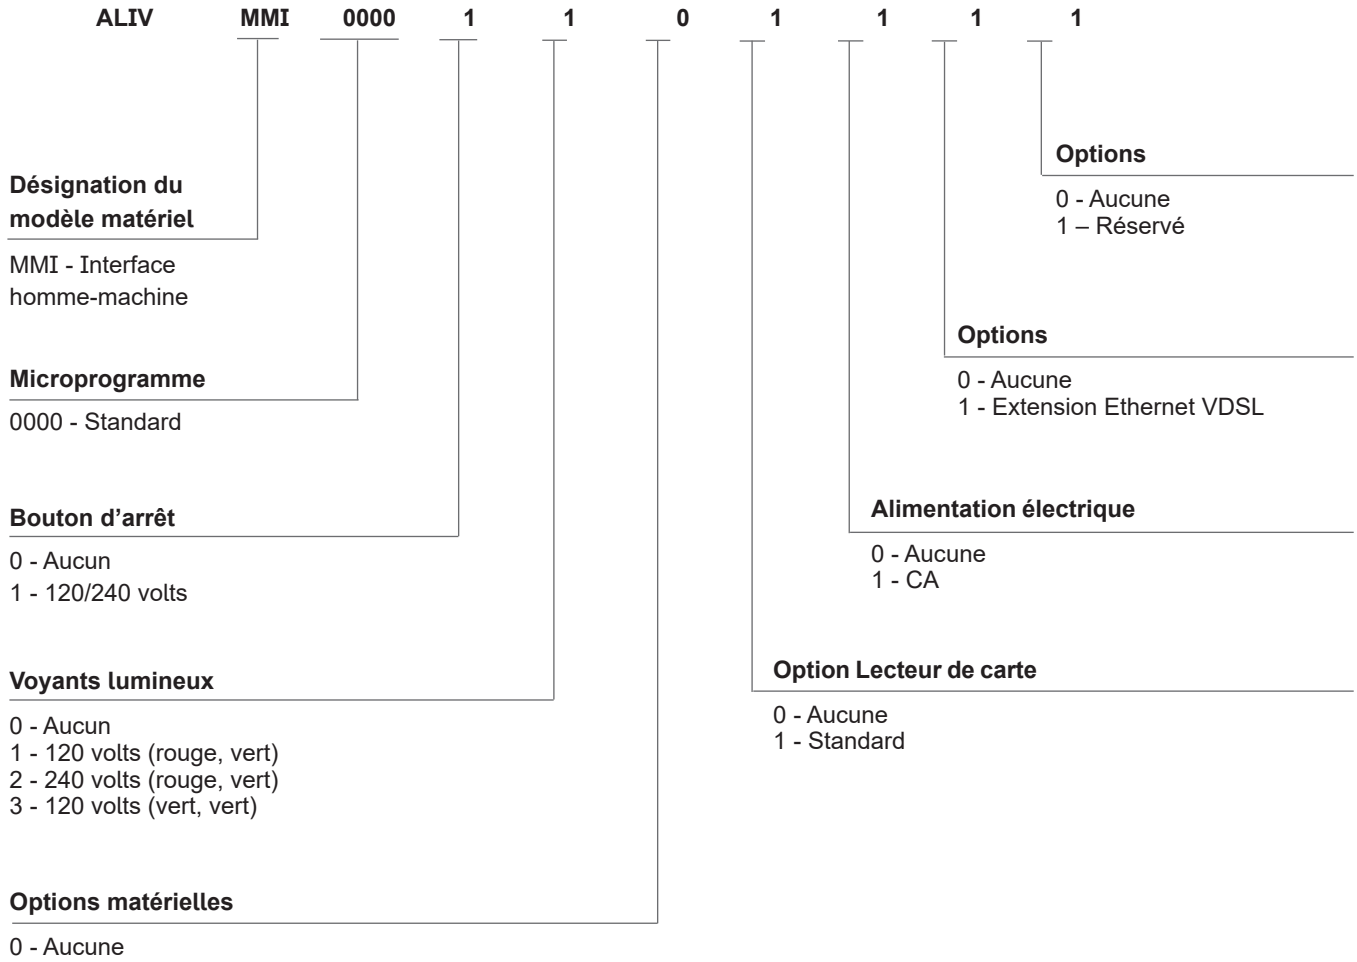 ALIV MMI 0000 1 1 0 1 1 1 1
Désignation du
modèle matériel
MMI - Interface
homme-machine
Microprogramme
0000 - Standard
Bouton d’arrêt
0 - Aucun
1 - 120/240 volts
Voyants lumineux
0 - Aucun
1 - 120 volts (rouge, vert)
2 - 240 volts (rouge, vert)
3 - 120 volts (vert, vert)
Options matérielles
0 - Aucune
Options
0 - Aucune
1 – Réservé
Options
0 - Aucune
1 - Extension Ethernet VDSL
Alimentation électrique
0 - Aucune
1 - CA
Option Lecteur de carte
0 - Aucune
1 - Standard